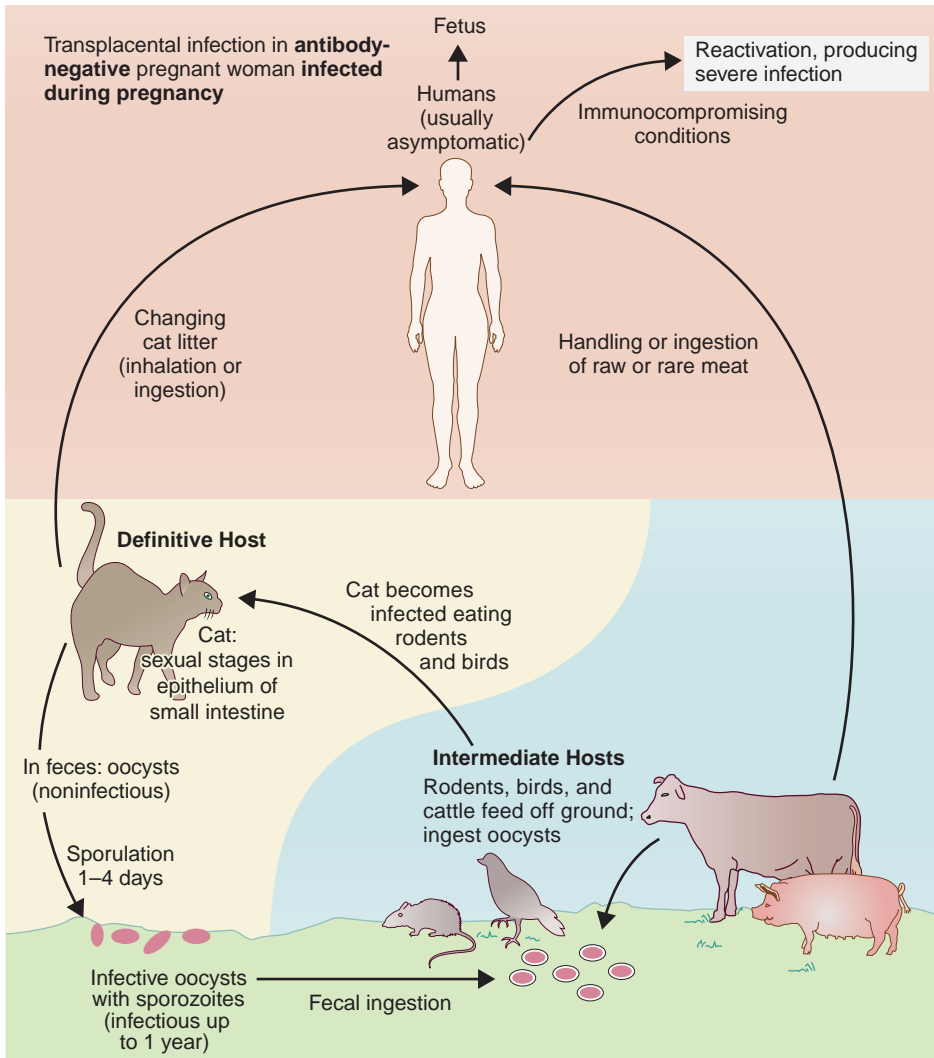 Transplacental infection in antibody-
negative pregnant woman infected
during pregnancy
Fetus
Humans
(usually
asymptomatic)
Reactivation, producing
severe infection
Immunocompromising
conditions
Changing
cat litter
(inhalation or
ingestion)
Handling or ingestion
of raw or rare meat
Definitive Host
Cat:
sexual stages in
epithelium of
small intestine
Cat becomes
infected eating
rodents
and birds
In feces: oocysts
(noninfectious)
Sporulation
1–4 days
Intermediate Hosts
Rodents, birds, and
cattle feed off ground;
ingest oocysts
Infective oocysts
with sporozoites
(infectious up
to 1 year)
Fecal ingestion